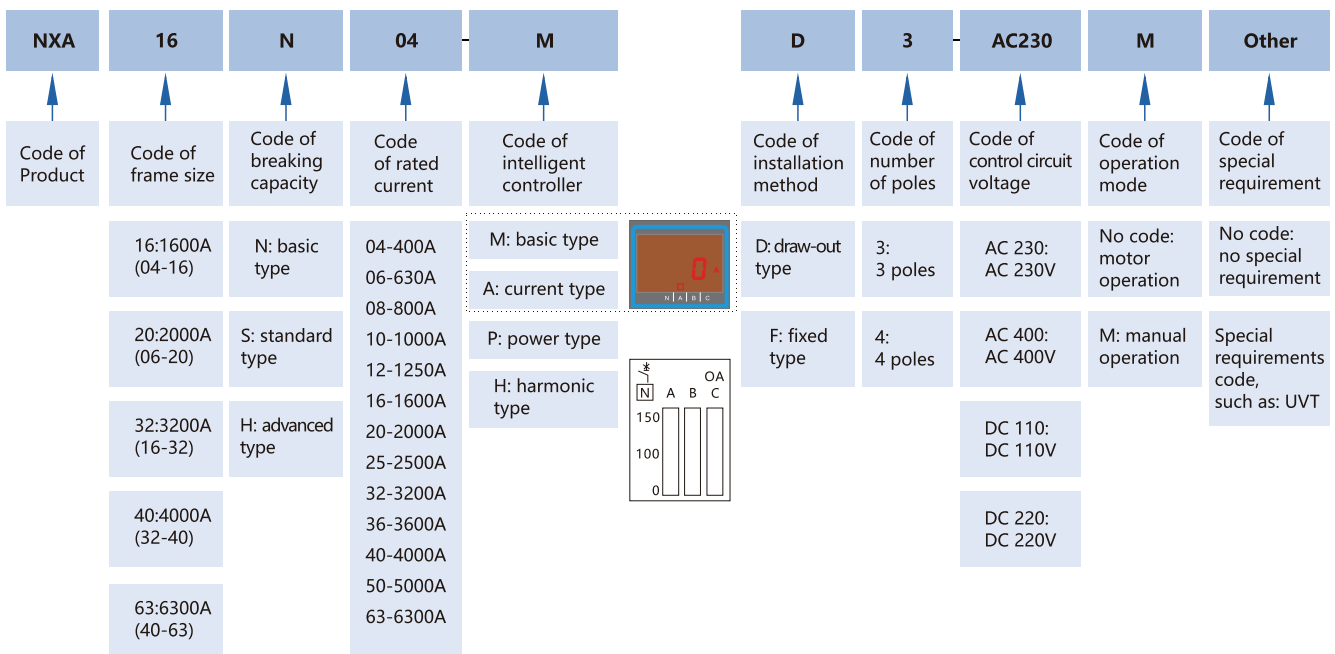 NXA
16
N
04
-
M
D
3
-
AC230
M
Other
Code of
Product
Code of
frame size
Code of
breaking
capacity
Code
of rated
current
Code of
intelligent
controller
Code of
installation
method
Code of
number
of poles
Code of
control circuit
voltage
Code of
operation
mode
Code of
special
requirement
16:1600A
(04-16)
20:2000A
(06-20)
32:3200A
(16-32)
40:4000A
(32-40)
63:6300A
(40-63)
N: basic
type
S: standard
type
H: advanced
type
04-400A
06-630A
08-800A
10-1000A
12-1250A
16-1600A
20-2000A
25-2500A
32-3200A
36-3600A
40-4000A
50-5000A
63-6300A
M: basic type
A: current type
P: power type
H: harmonic
type
0 A
N A B C
OA
N A B C
150
100
0
D: draw-out
type
F: fixed
type
3:
3 poles
4:
4 poles
AC 230:
AC 230V
AC 400:
AC 400V
DC 110:
DC 110V
DC 220:
DC 220V
No code:
motor
operation
M: manual
operation
No code:
no special
requirement
Special
requirements
code,
such as: UVT